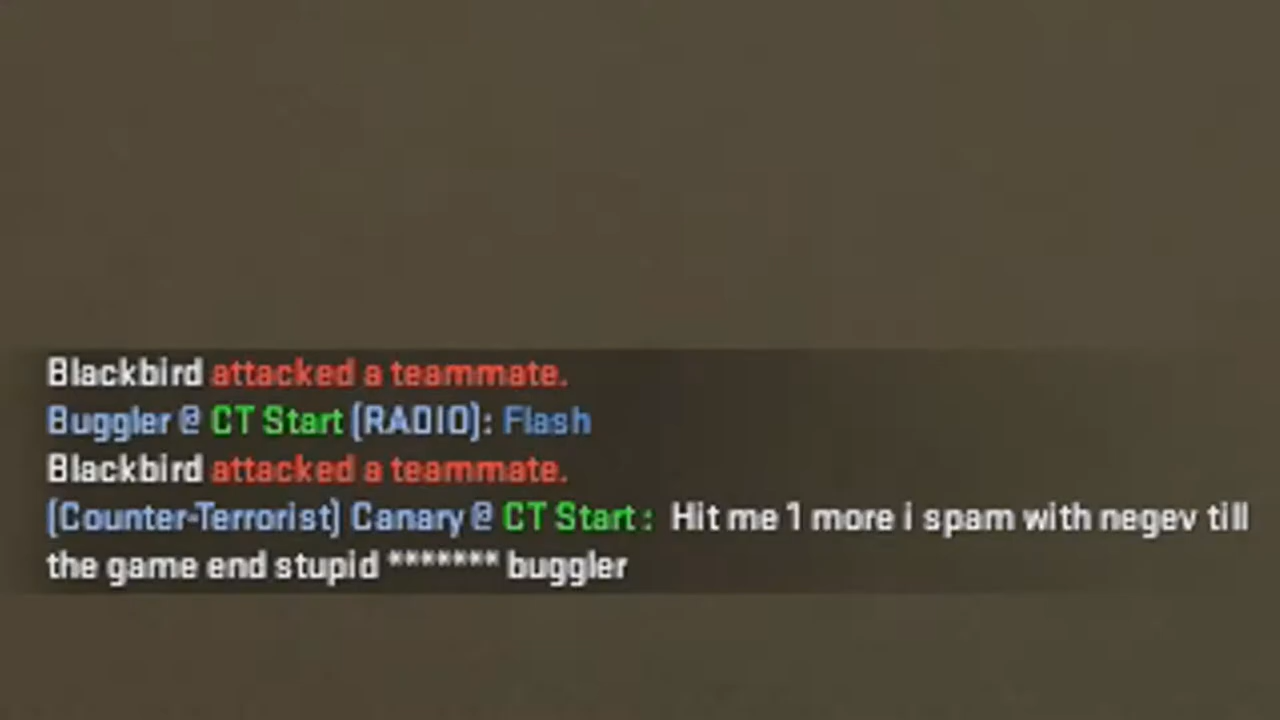 Blackbird attacked a teammate.
Buggler @ CT Start (RADIO): Flash
Blackbird attacked a teammate.
(Counter-Terrorist) Canary @ CT Start : Hit me 1 more i spam with negev till
the game end stupid ******* buggler